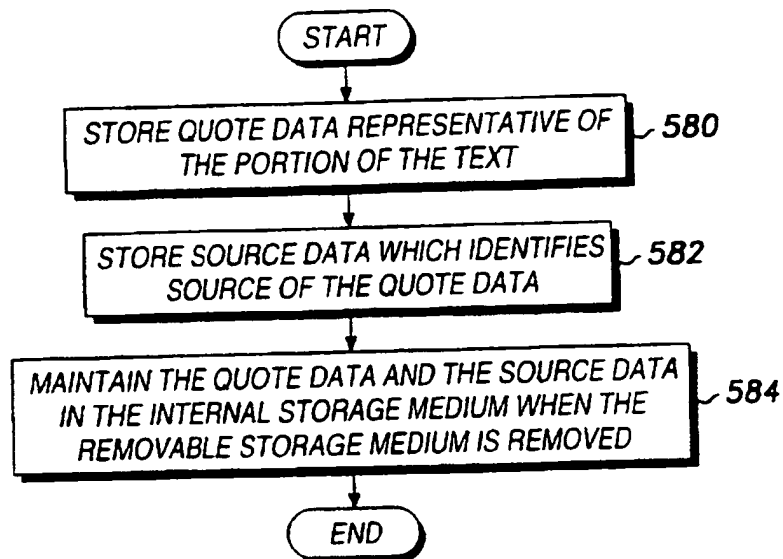 START
STORE QUOTE DATA REPRESENTATIVE OF
THE PORTION OF THE TEXT
580
STORE SOURCE DATA WHICH IDENTIFIES
SOURCE OF THE QUOTE DATA
582
MAINTAIN THE QUOTE DATA AND THE SOURCE DATA
IN THE INTERNAL STORAGE MEDIUM WHEN THE
REMOVABLE STORAGE MEDIUM IS REMOVED
584
END